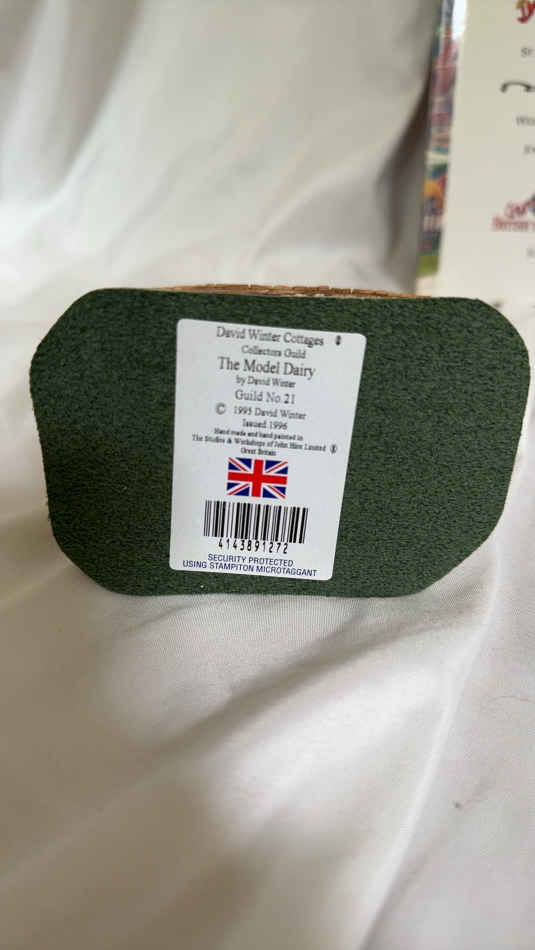 David Winter Cottages
Collectors Guild
The Model Dairy
by David Winter
Guild No.21
© 1995 David Winter
Issued 1996
Hand made and hand painted in
The Studios & Workshops of John Hine Limited
Great Britain
4143891272
SECURITY PROTECTED
USING STAMPITON MICROTAGGANT